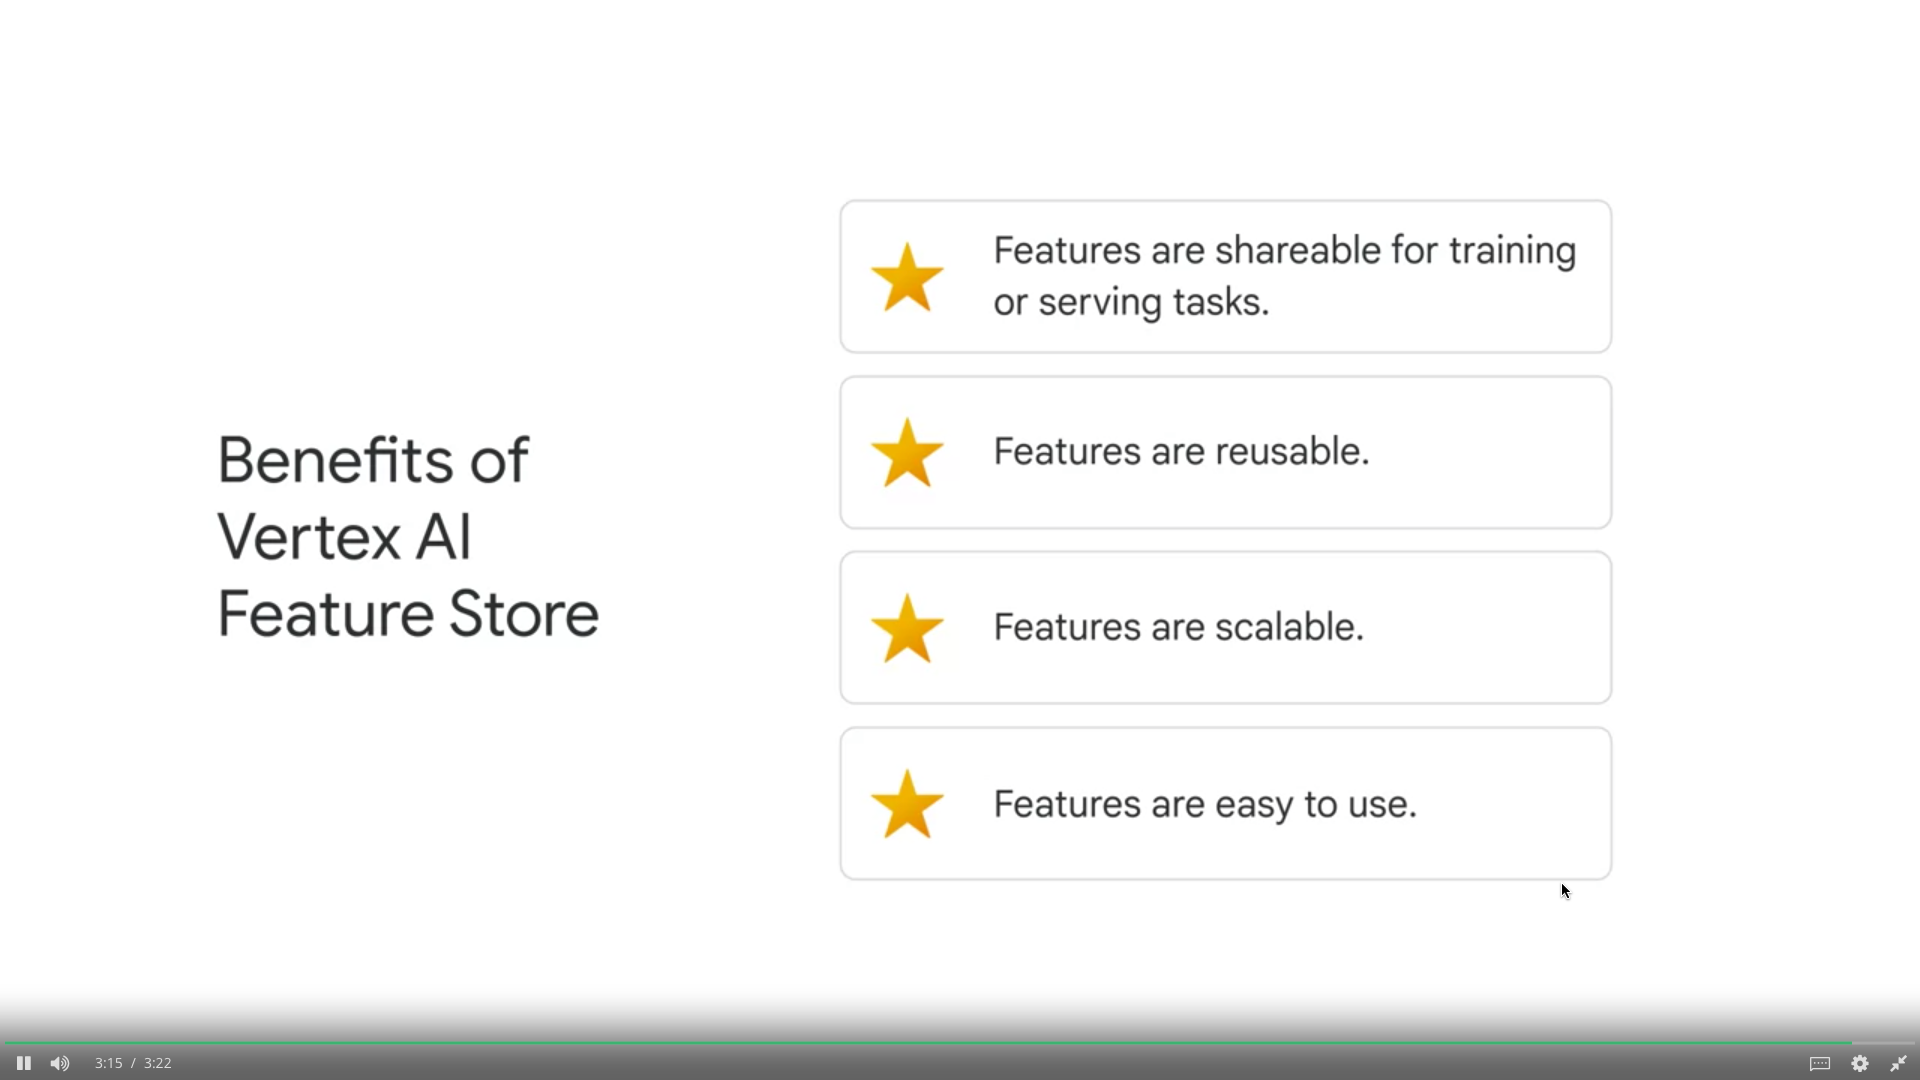 Benefits of
Vertex AI
Feature Store
Features are shareable for training
or serving tasks.
Features are reusable.
Features are scalable.
Features are easy to use.
3:15 / 3:22